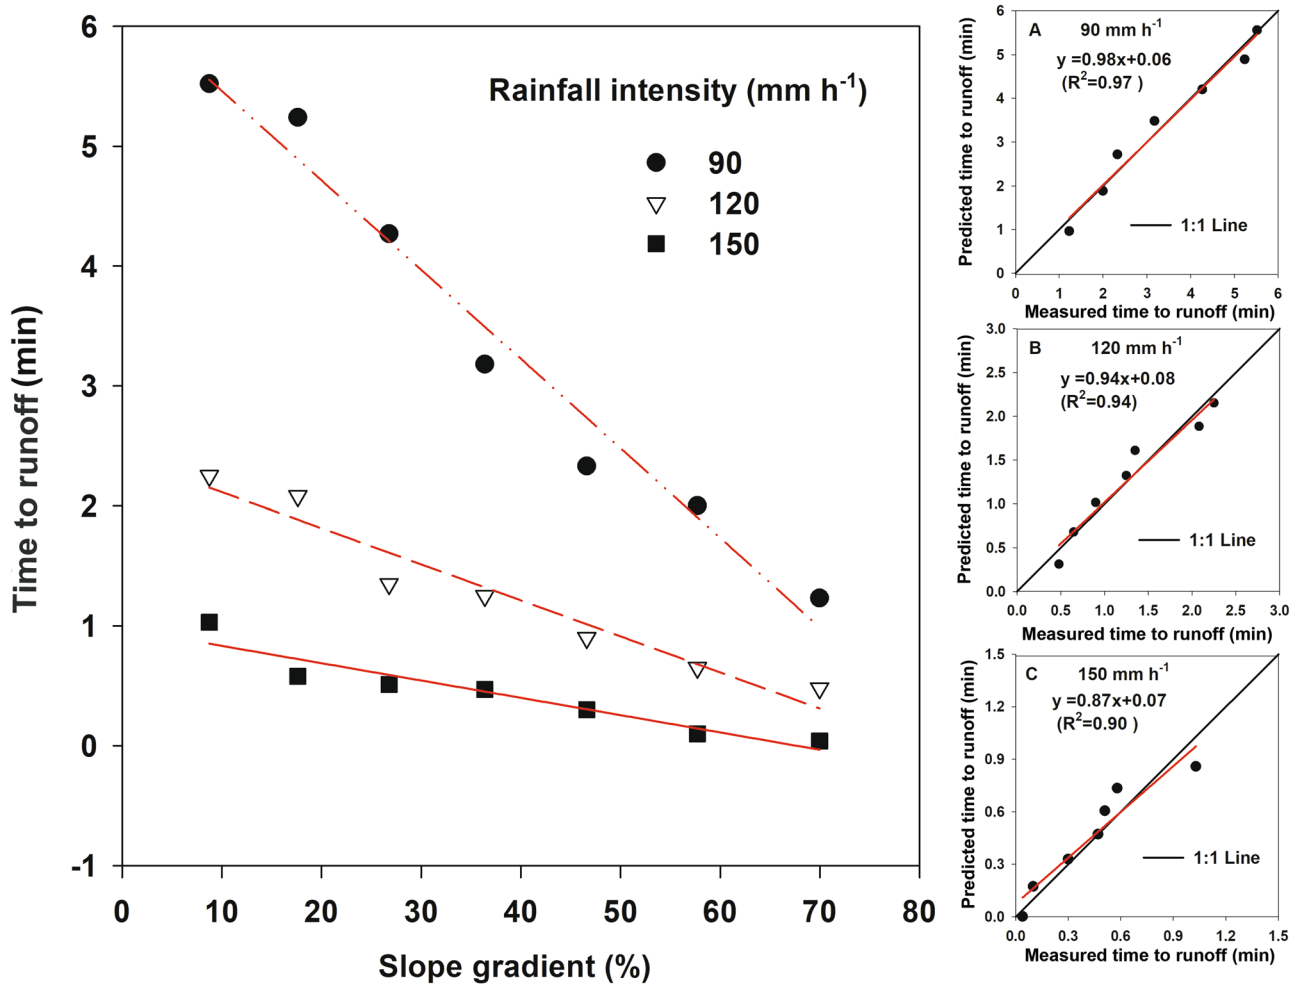 6
5
4
3
2
1
0
-1
Time to runoff (min)
Rainfall intensity (mm h-1)
90
120
150
0 10 20 30 40 50 60 70 80
Slope gradient (%)
A 90 mm h-1
y =0.98x+0.06
(R2=0.97 )
1:1 Line
6
5
4
3
2
1
0
Predicted time to runoff (min)
0 1 2 3 4 5 6
Measured time to runoff (min)
B 120 mm h-1
y =0.94x+0.08
(R2=0.94)
1:1 Line
3.0
2.5
2.0
1.5
1.0
0.5
0.0
Predicted time to runoff (min)
0.0 0.5 1.0 1.5 2.0 2.5 3.0
Measured time to runoff (min)
C 150 mm h-1
y =0.87x+0.07
(R2=0.90 )
1:1 Line
1.5
1.2
0.9
0.6
0.3
0.0
Predicted time to runoff (min)
0.0 0.3 0.6 0.9 1.2 1.5
Measured time to runoff (min)